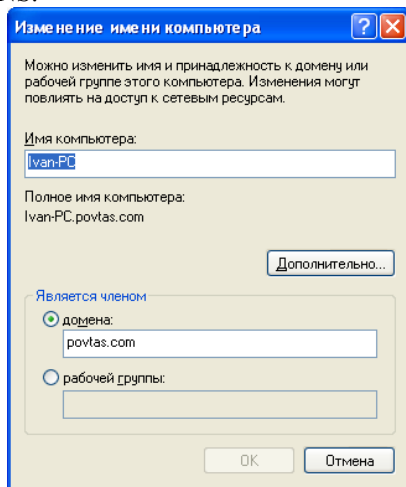 Изменение имени компьютера
Можно изменить имя и принадлежность к домену или
рабочей группе этого компьютера. Изменения могут
повлиять на доступ к сетевым ресурсам.
Имя компьютера:
Ivan-PC
Полное имя компьютера:
Ivan-PC.povtas.com
Дополнительно...
Является членом
домена:
povtas.com
рабочей группы:
OK Отмена